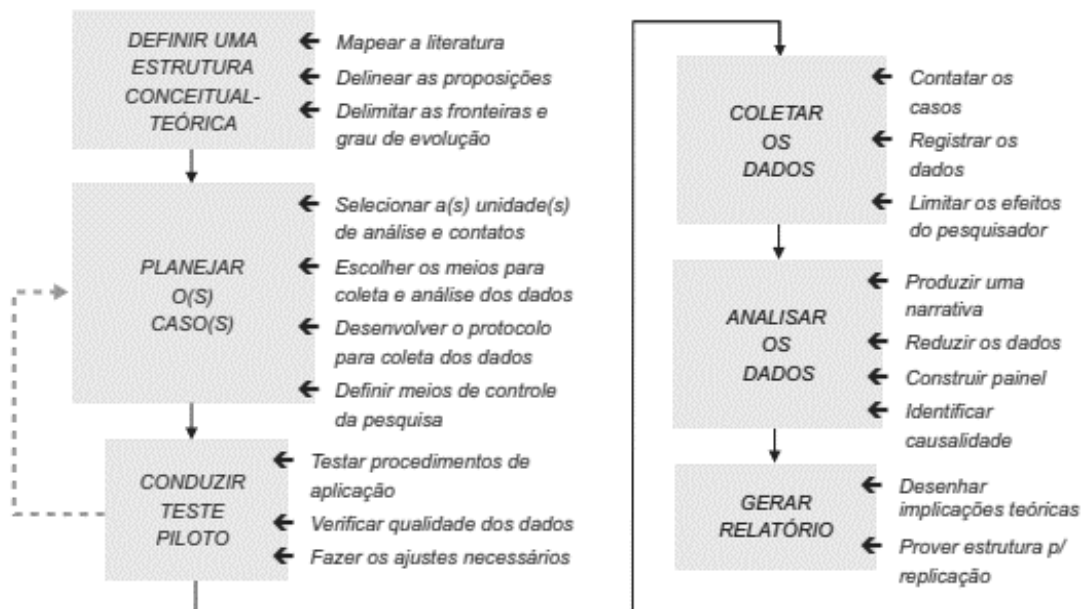 DEFINIR UMA
ESTRUTURA
CONCEITUAL-
TEÓRICA
Mapear a literatura
Delinear as proposições
Delimitar as fronteiras e
grau de evolução
PLANEJAR
O(S)
CASO(S)
Selecionar a(s) unidade(s)
de análise e contatos
Escolher os meios para
coleta e análise dos dados
Desenvolver o protocolo
para coleta dos dados
Definir meios de controle
da pesquisa
CONDUZIR
TESTE
PILOTO
Testar procedimentos de
aplicação
Verificar qualidade dos dados
Fazer os ajustes necessários
COLETAR
OS
DADOS
Contatar os
casos
Registrar os
dados
Limitar os efeitos
do pesquisador
ANALISAR
OS
DADOS
Produzir uma
narrativa
Reduzir os dados
Construir painel
Identificar
causalidade
GERAR
RELATÓRIO
Desenhar
implicações teóricas
Prover estrutura p/
replicação